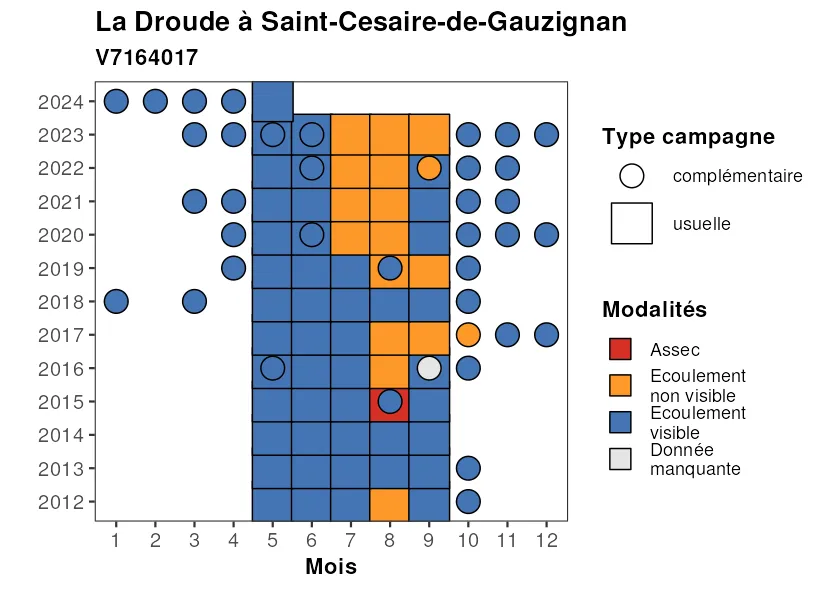 La Droude à Saint-Cesaire-de-Gauzignan
V7164017
2024
2023
2022
2021
2020
2019
2018
2017
2016
2015
2014
2013
2012
1 2 3 4 5 6 7 8 9 10 11 12
Mois
Type campagne
complémentaire
usuelle
Modalités
Assec
Ecoulement
non visible
Ecoulement
visible
Donnée
manquante